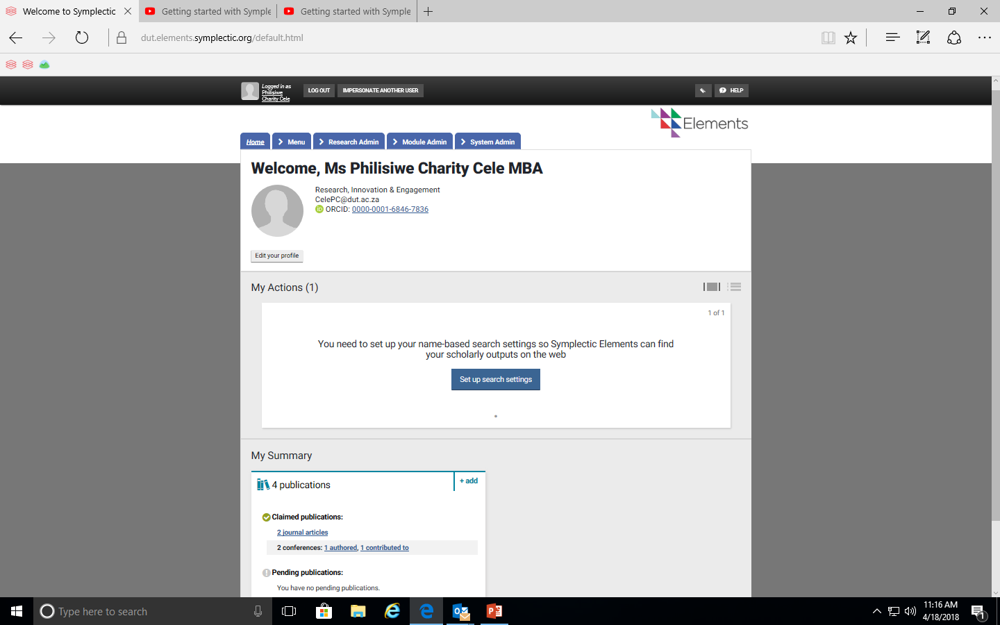 Welcome to Symplectic
Getting started with Symple
Getting started with Symple
dut.elements.symplectic.org/default.html
Logged in as
Philisiwe
Charity Cele
LOG OUT
IMPERSONATE ANOTHER USER
HELP
Elements
Home
Menu
Research Admin
Module Admin
System Admin
Welcome, Ms Philisiwe Charity Cele MBA
Research, Innovation & Engagement
CelePC@dut.ac.za
iD ORCID: 0000-0001-6846-7836
Edit your profile
My Actions (1)
1 of 1
You need to set up your name-based search settings so Symplectic Elements can find
your scholarly outputs on the web
Set up search settings
My Summary
4 publications
+ add
Claimed publications:
2 journal articles
2 conferences: 1 authored, 1 contributed to
Pending publications:
You have no pending publications.
Type here to search
11:16 AM
4/18/2018
1